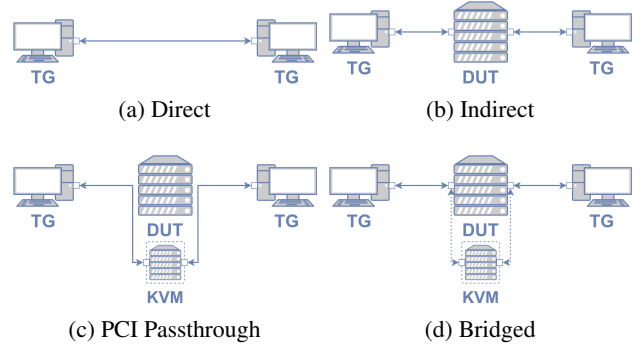 TG TG TG DUT TG
(a) Direct (b) Indirect
TG DUT TG TG DUT TG
KVM KVM
(c) PCI Passthrough (d) Bridged